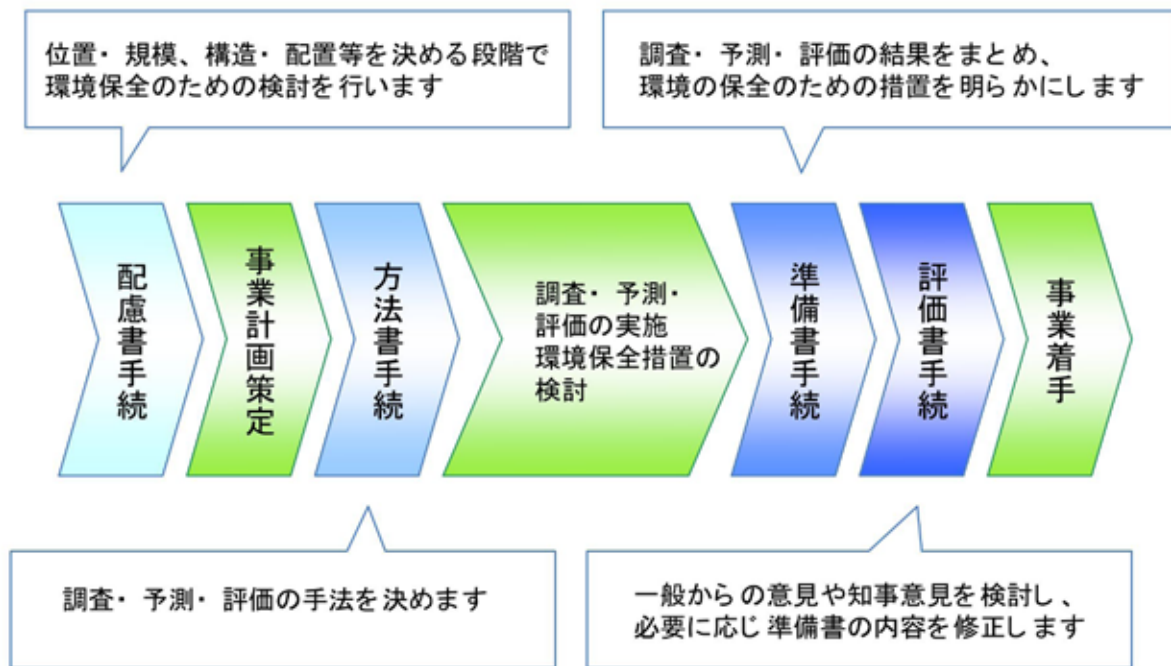 位置・規模、構造・配置等を決める段階で
環境保全のための検討を行います
調査・予測・評価の結果をまとめ、
環境の保全のための措置を明らかにします
配慮書手続
事業計画策定
方法書手続
調査・予測・
評価の実施
環境保全措置の
検討
準備書手続
評価書手続
事業着手
調査・予測・評価の手法を決めます
一般からの意見や知事意見を検討し、
必要に応じ準備書の内容を修正します